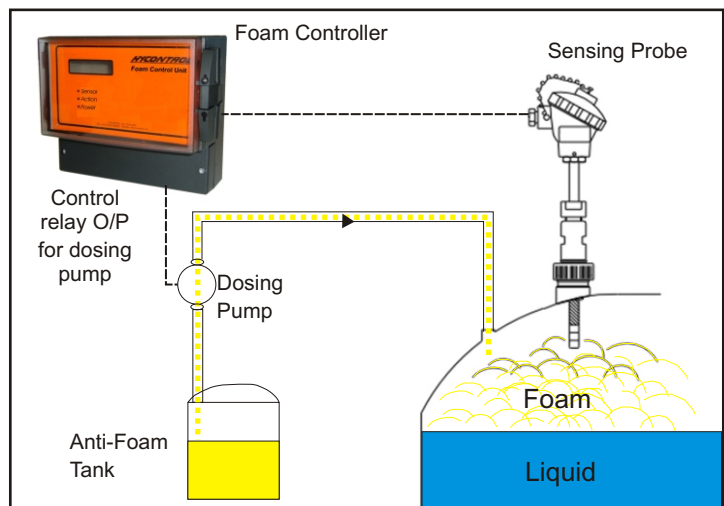 Foam Controller
Sensing Probe
HYCONTROL
Foam Control Unit
Sensor
Action
Power
Control
relay O/P
for dosing
pump
Dosing
Pump
Anti-Foam
Tank
Foam
Liquid